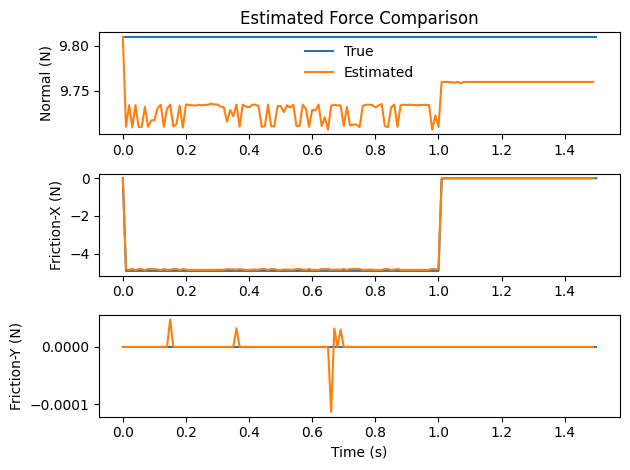 Estimated Force Comparison
Normal (N)
9.80
9.75
True
Estimated
0.0 0.2 0.4 0.6 0.8 1.0 1.2 1.4
Friction-X (N)
0
−2
−4
0.0 0.2 0.4 0.6 0.8 1.0 1.2 1.4
Friction-Y (N)
0.0000
−0.0001
0.0 0.2 0.4 0.6 0.8 1.0 1.2 1.4
Time (s)